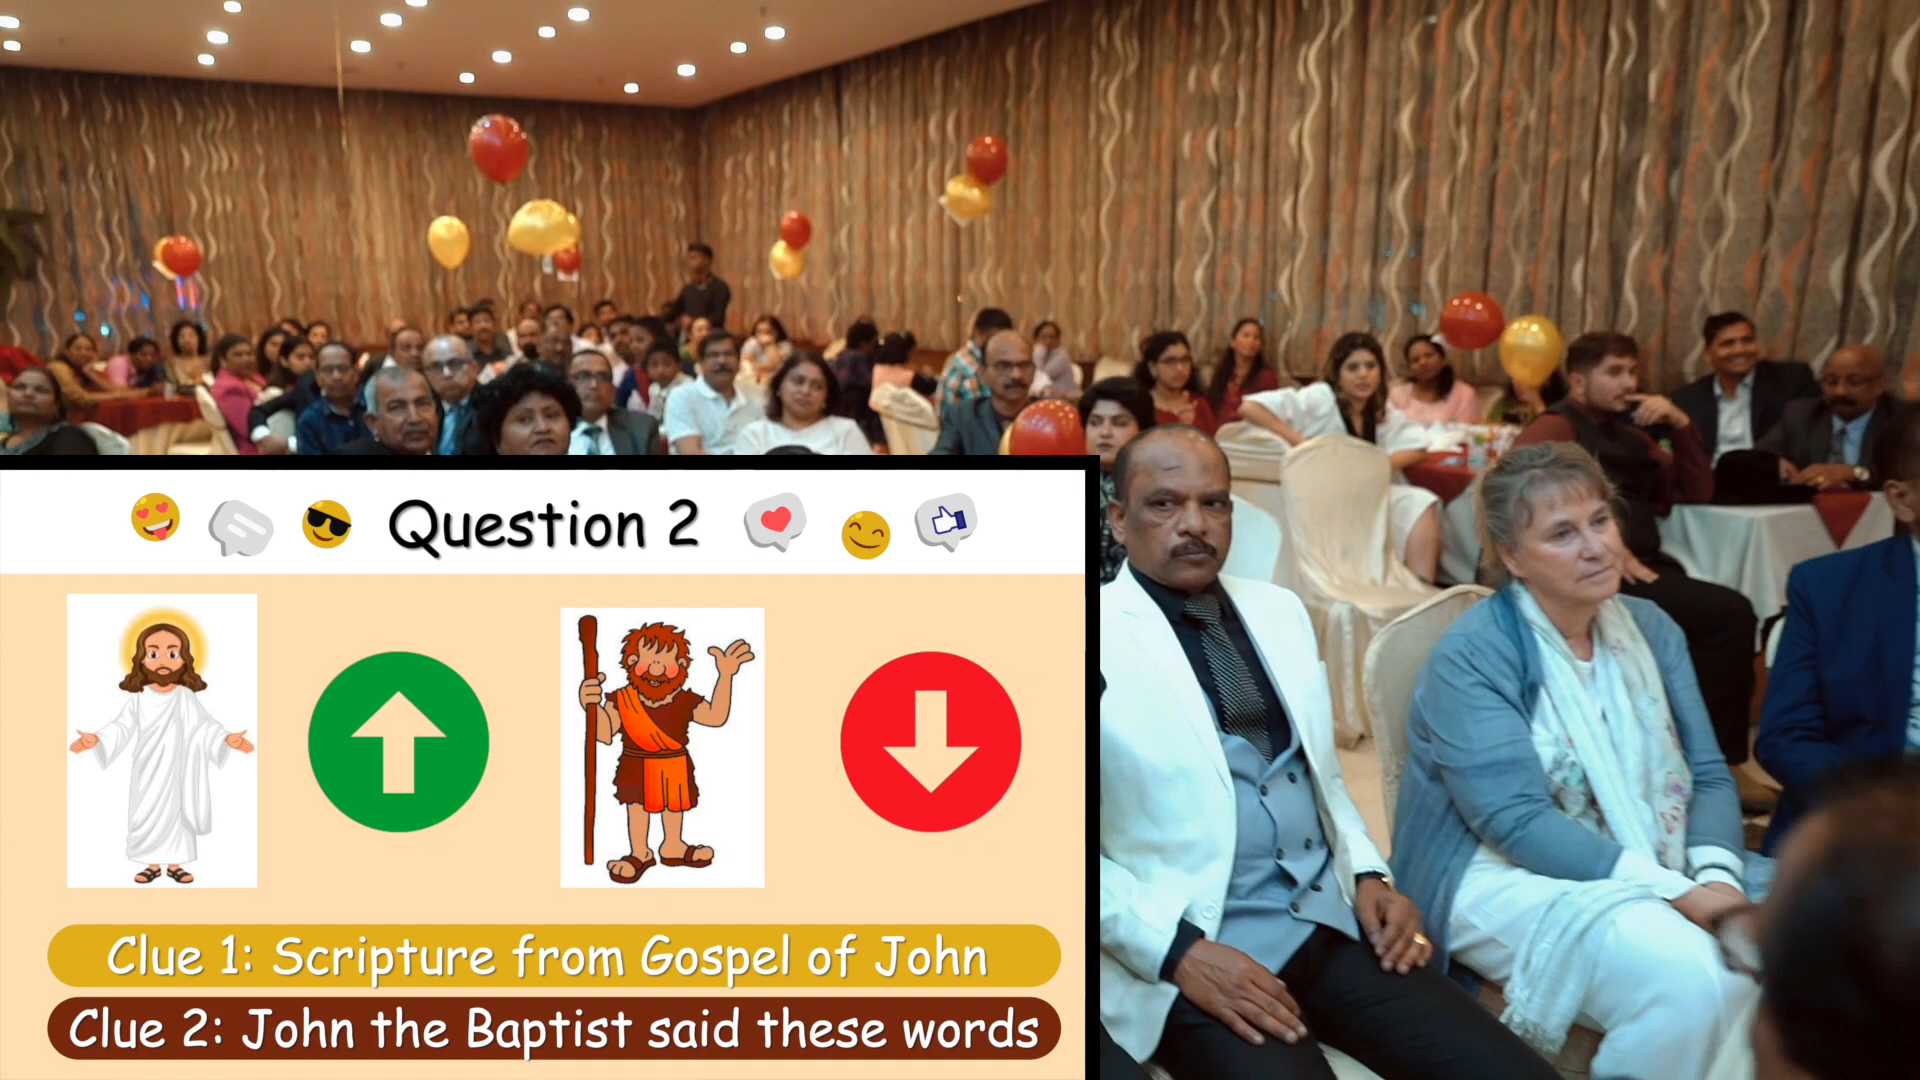 Question 2
Clue 1: Scripture from Gospel of John
Clue 2: John the Baptist said these words